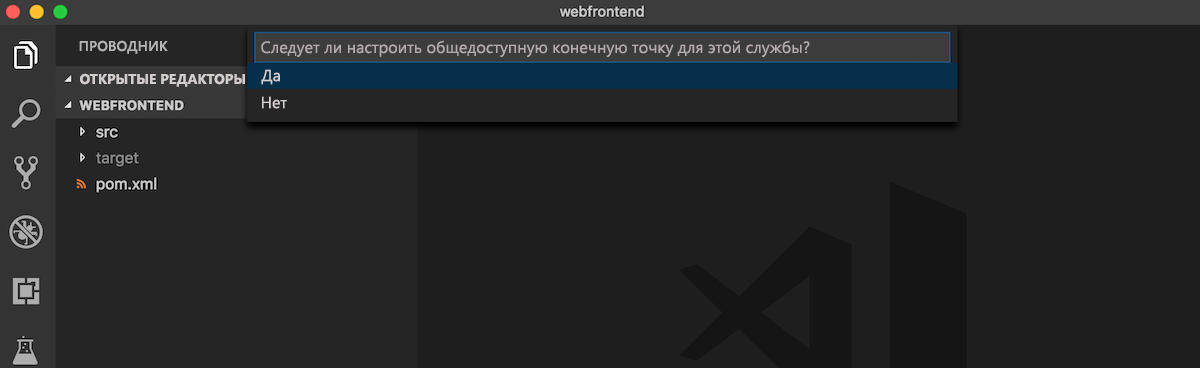 webfrontend
ПРОВОДНИК
Следует ли настроить общедоступную конечную точку для этой службы?
Да
Нет
ОТКРЫТЫЕ РЕДАКТОРЫ
WEBFRONTEND
src
target
pom.xml